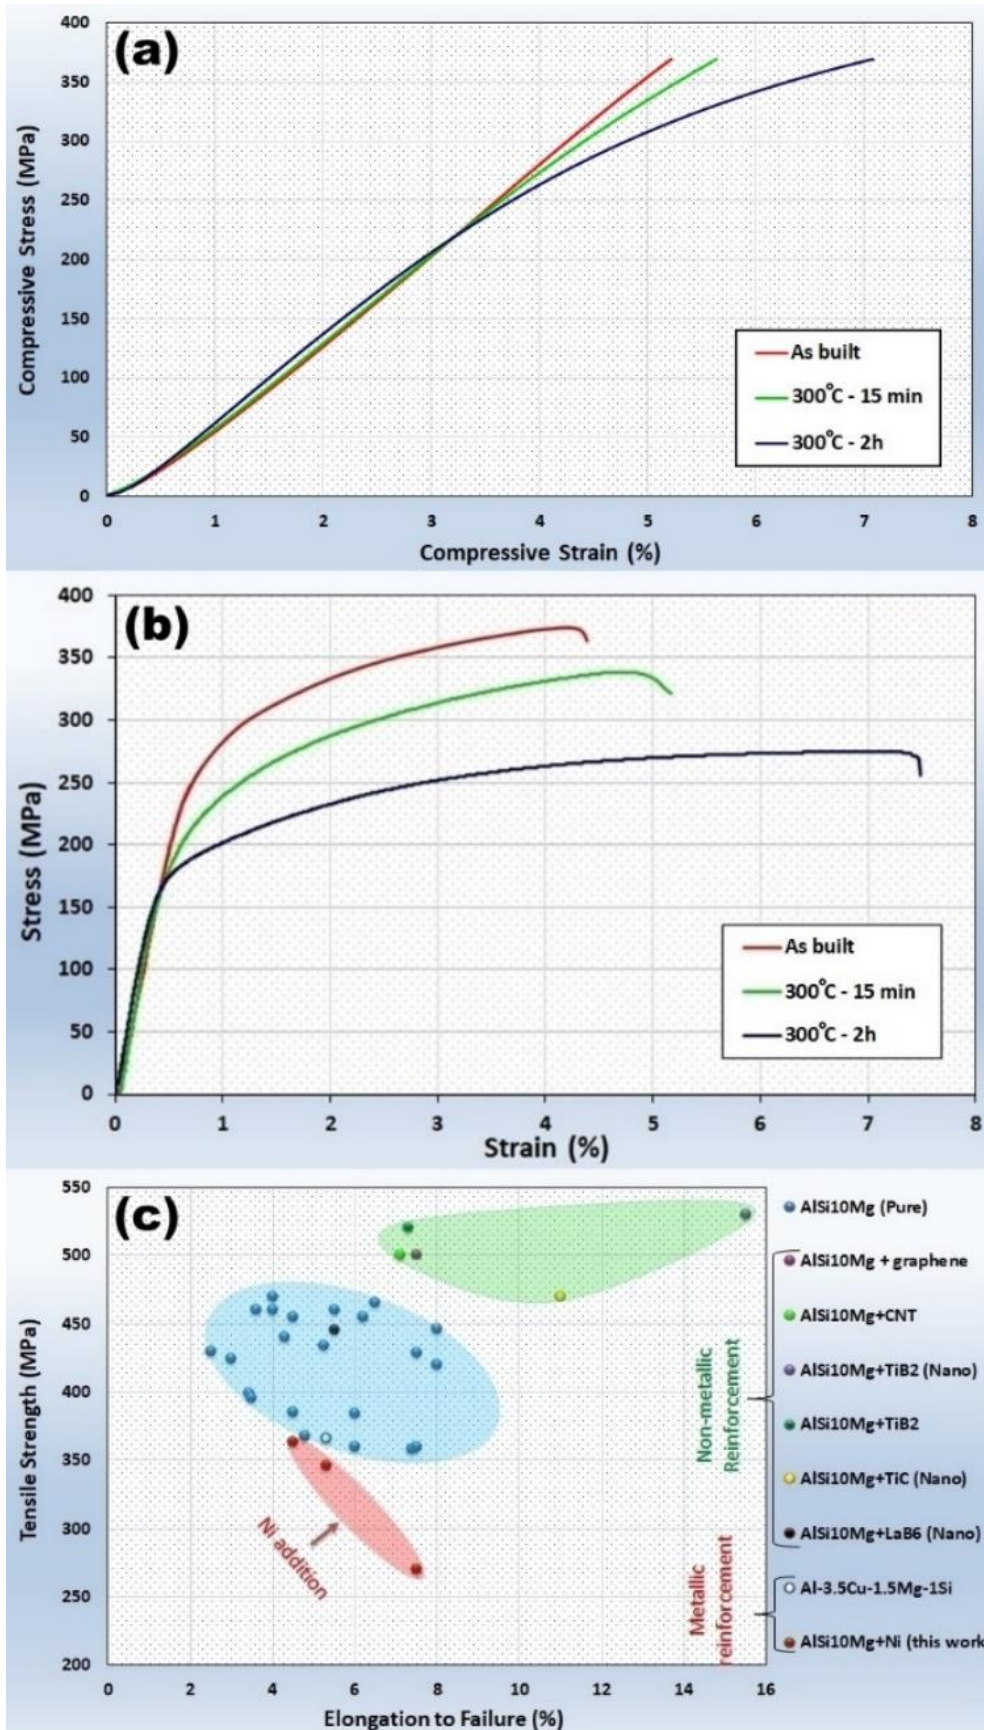 (a)
400
350
300
250
200
150
100
50
0
Compressive Stress (MPa)
As built
300°C - 15 min
300°C - 2h
0 1 2 3 4 5 6 7 8
Compressive Strain (%)
(b)
400
350
300
250
200
150
100
50
0
Stress (MPa)
As built
300°C - 15 min
300°C - 2h
0 1 2 3 4 5 6 7 8
Strain (%)
(c)
550
500
450
400
350
300
250
200
Tensile Strength (MPa)
Ni addition
Non-metallic
Reinforcement
Metallic
reinforcement
AlSi10Mg (Pure)
AlSi10Mg + graphene
AlSi10Mg+CNT
AlSi10Mg+TiB2 (Nano)
AlSi10Mg+TiB2
AlSi10Mg+TiC (Nano)
AlSi10Mg+LaB6 (Nano)
Al-3.5Cu-1.5Mg-1Si
AlSi10Mg+Ni (this work
0 2 4 6 8 10 12 14 16
Elongation to Failure (%)